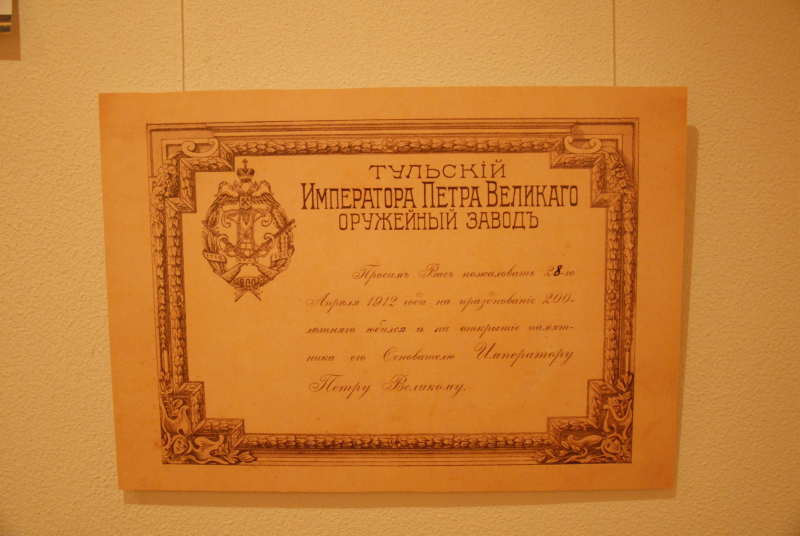 ТУЛЬСКІЙ
ИМПЕРАТОРА ПЕТРА ВЕЛИКАГО
ОРУЖЕЙНЫЙ ЗАВОДЪ
Просимъ Васъ пожаловать 28-го
Апрѣля 1912 года на празднованіе 200-
лѣтняго юбилея и на открытіе памят-
ника его Основателю Императору
Петру Великому.
200